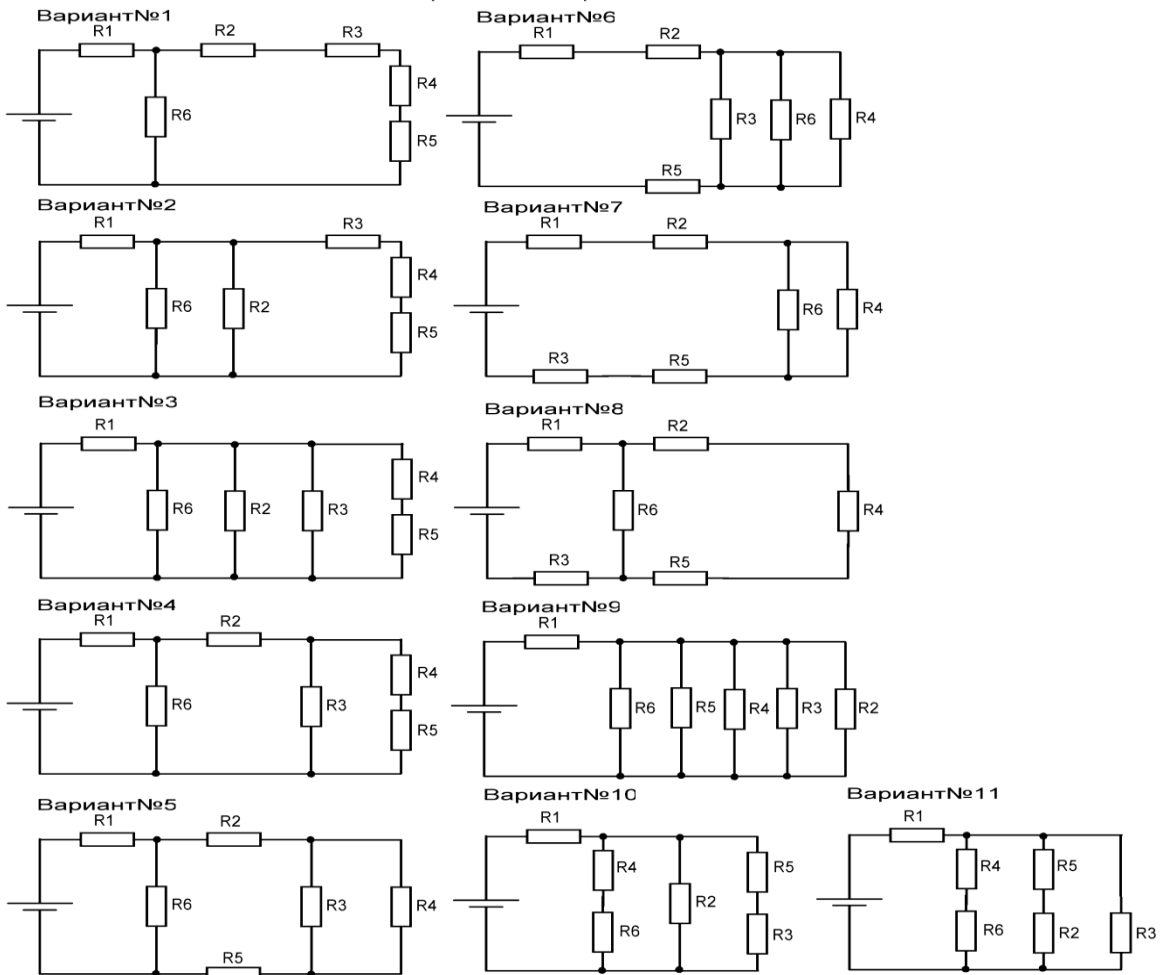 Вариант№1
R1
R2
R3
R4
R6
R5
Вариант№6
R1
R2
R3
R6
R4
R5
Вариант№2
R1
R3
R4
R6
R2
R5
Вариант№7
R1
R2
R6
R4
R3
R5
Вариант№3
R1
R4
R6
R2
R3
R5
Вариант№8
R1
R2
R6
R4
R3
R5
Вариант№4
R1
R2
R4
R6
R3
R5
Вариант№9
R1
R6
R5
R4
R3
R2
Вариант№5
R1
R2
R6
R3
R4
R5
Вариант№10
R1
R4
R5
R2
R6
R3
Вариант№11
R1
R4
R5
R6
R2
R3